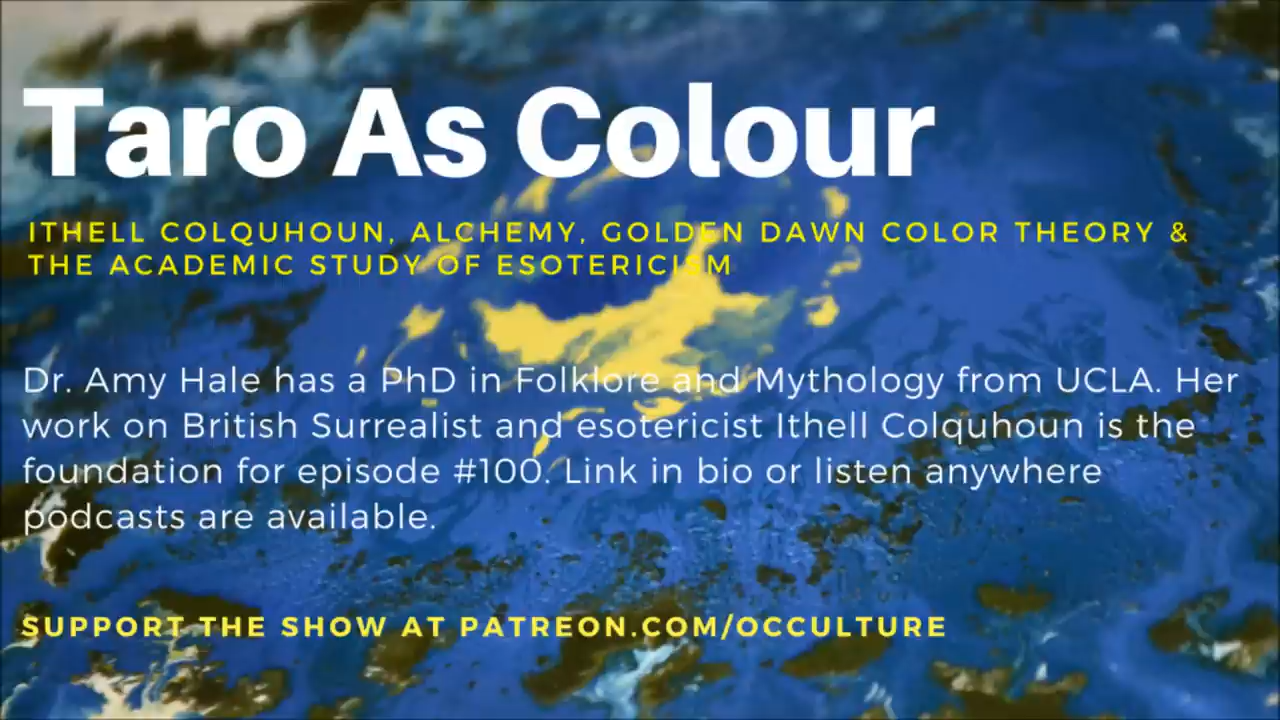 Taro As Colour
ITHELL COLQUHOUN, ALCHEMY, GOLDEN DAWN COLOR THEORY &
THE ACADEMIC STUDY OF ESOTERICISM
Dr. Amy Hale has a PhD in Folklore and Mythology from UCLA. Her
work on British Surrealist and esotericist Ithell Colquhoun is the
foundation for episode #100. Link in bio or listen anywhere
podcasts are available.
SUPPORT THE SHOW AT PATREON.COM/OCCULTURE